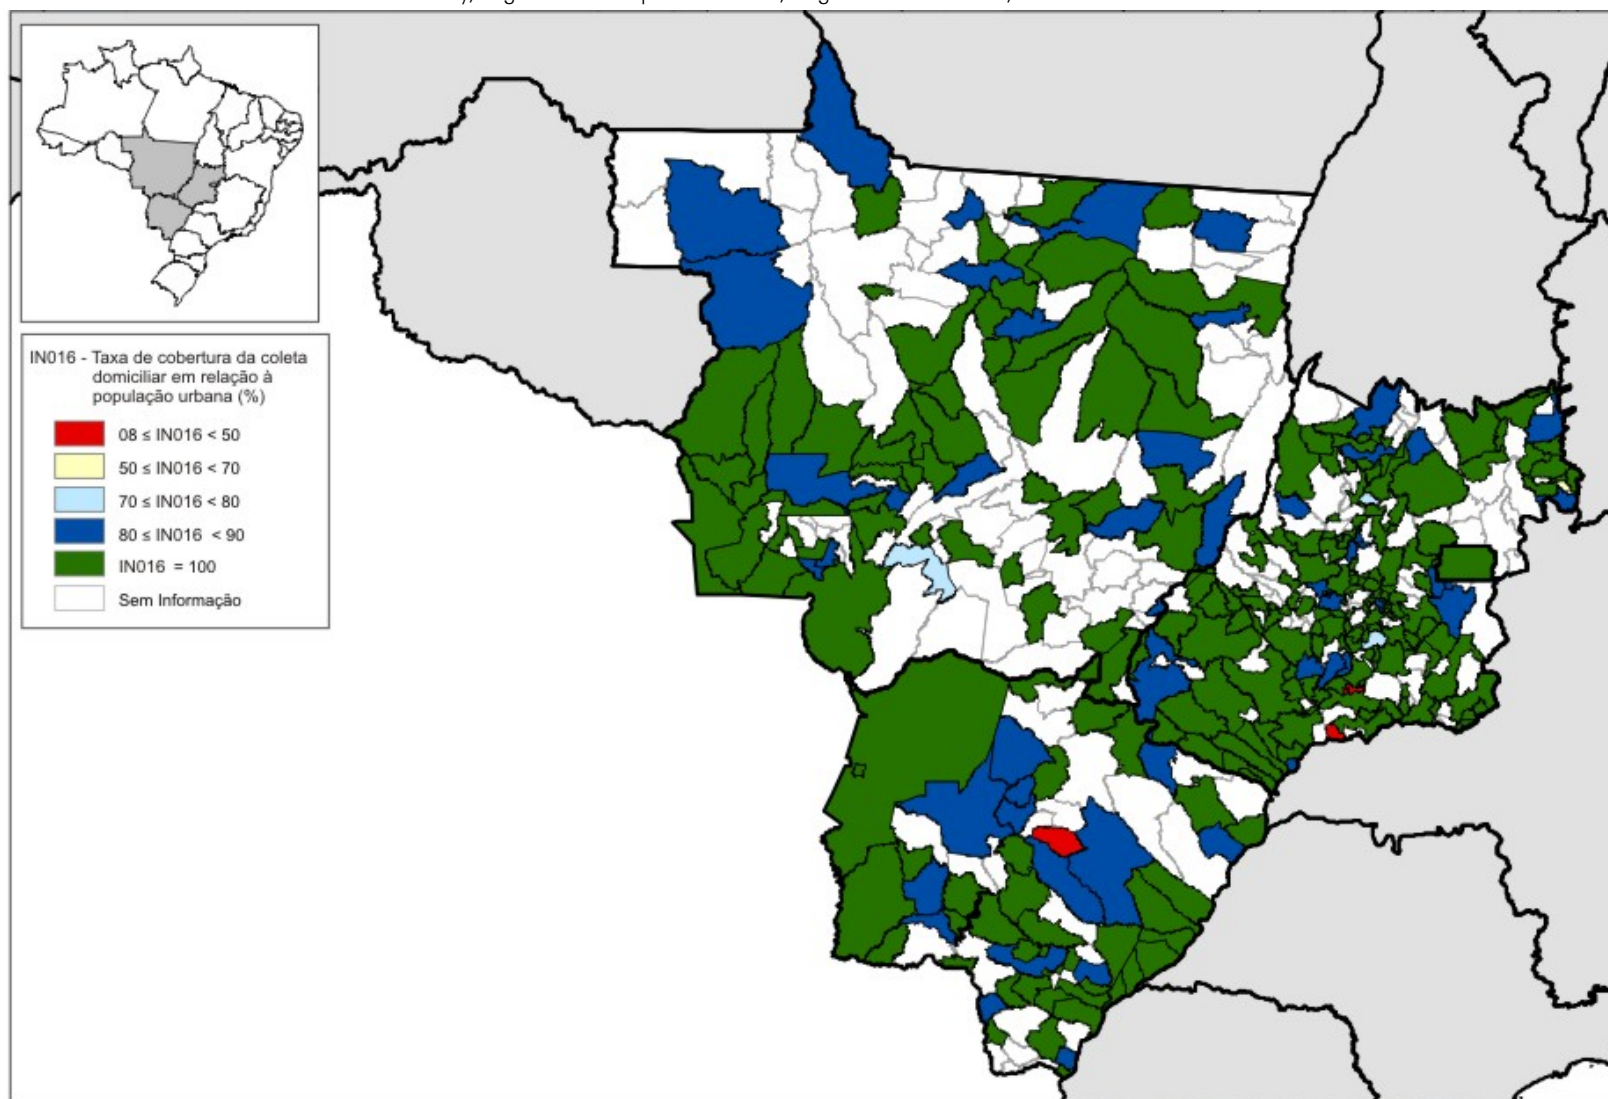 IN016 - Taxa de cobertura da coleta
domiciliar em relação à
população urbana (%)
08 ≤ IN016 < 50
50 ≤ IN016 < 70
70 ≤ IN016 < 80
80 ≤ IN016 < 90
IN016 = 100
Sem Informação